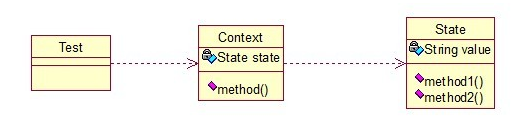 Test
Context
State state
method()
State
String value
method1()
method2()